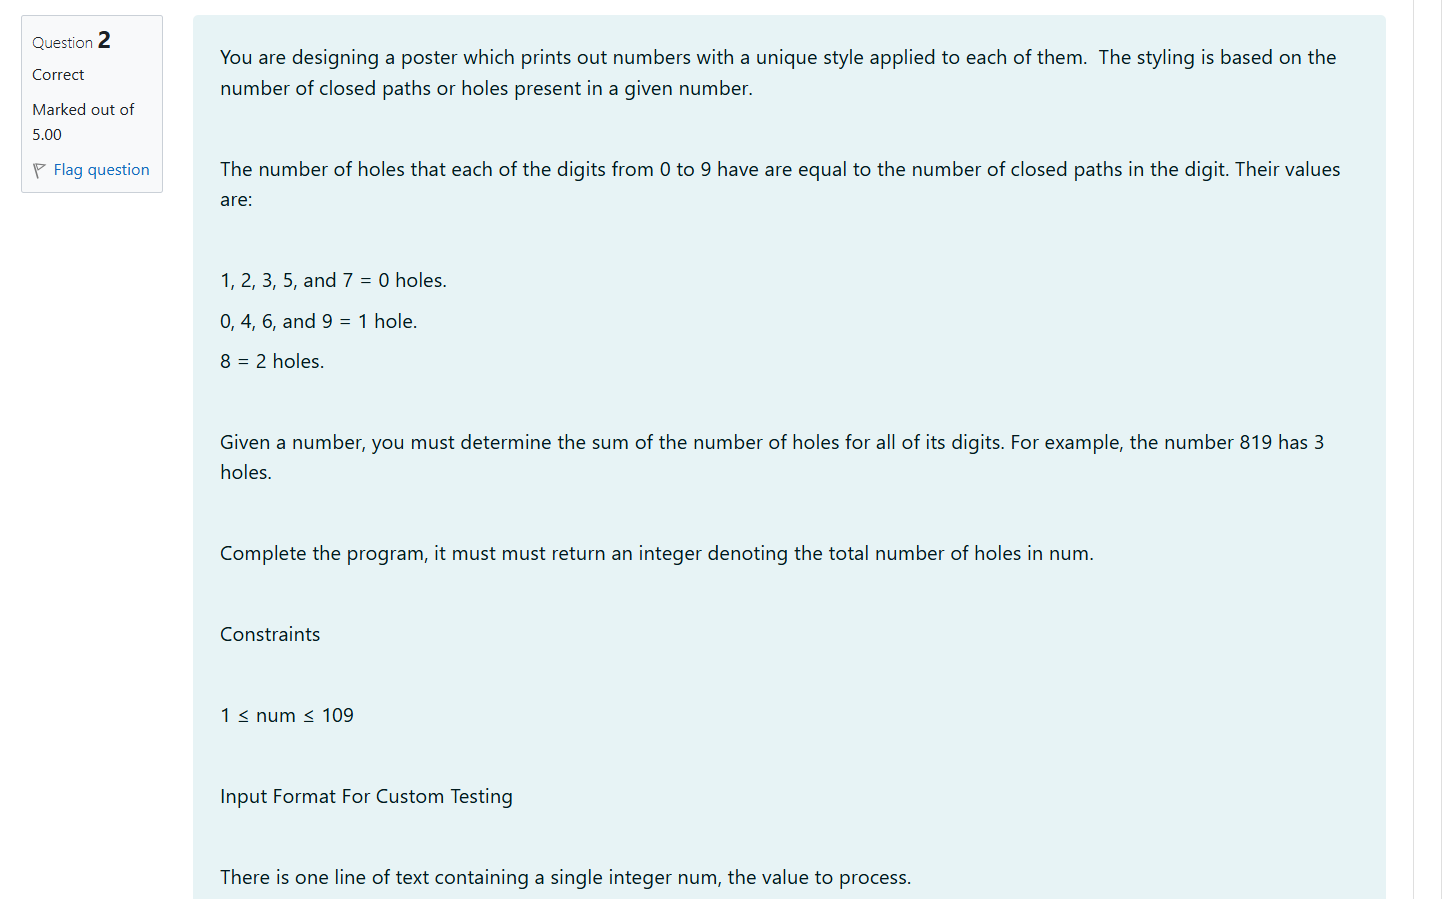 Question 2
Correct
Marked out of
5.00
Flag question
You are designing a poster which prints out numbers with a unique style applied to each of them.  The styling is based on the
number of closed paths or holes present in a given number.
The number of holes that each of the digits from 0 to 9 have are equal to the number of closed paths in the digit. Their values
are:
1, 2, 3, 5, and 7 = 0 holes.
0, 4, 6, and 9 = 1 hole.
8 = 2 holes.
Given a number, you must determine the sum of the number of holes for all of its digits. For example, the number 819 has 3
holes.
Complete the program, it must must return an integer denoting the total number of holes in num.
Constraints
1 ≤ num ≤ 109
Input Format For Custom Testing
There is one line of text containing a single integer num, the value to process.